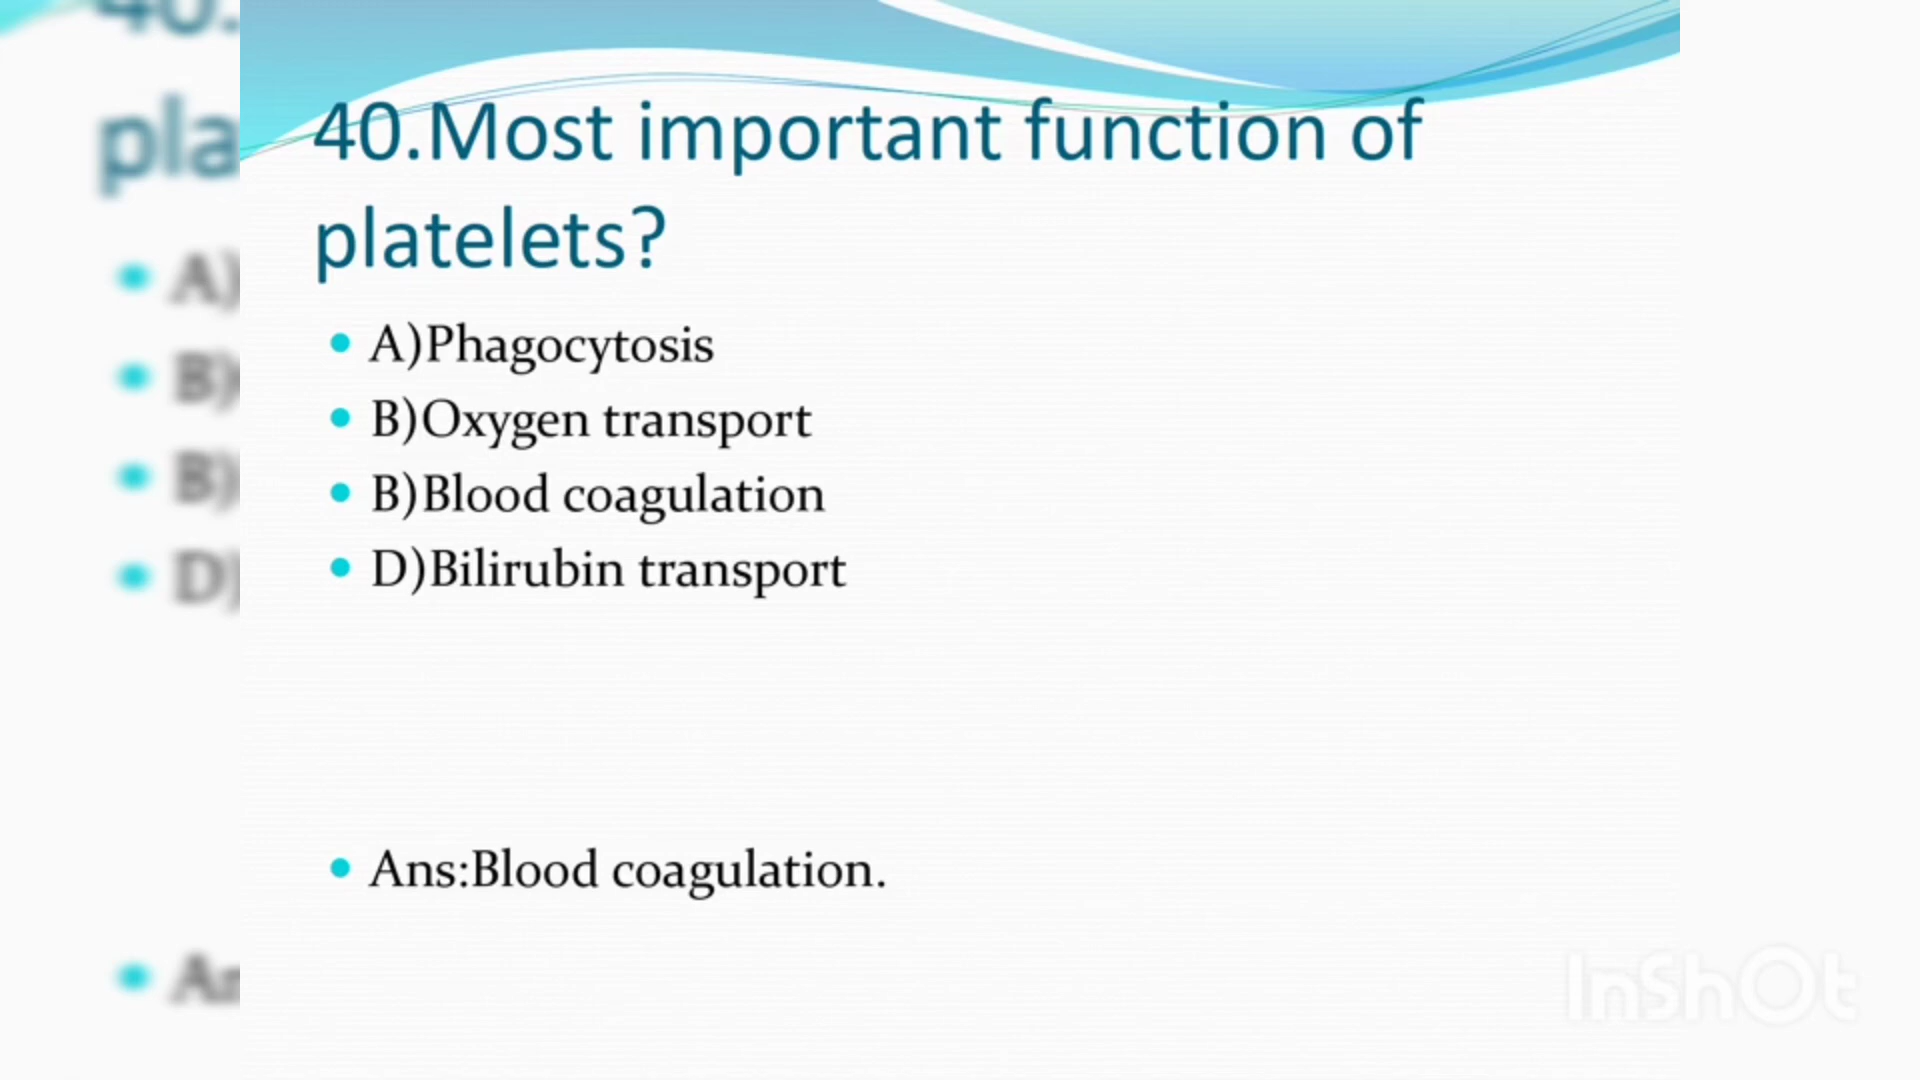 40.Most important function of
platelets?
A)Phagocytosis
B)Oxygen transport
B)Blood coagulation
D)Bilirubin transport
Ans:Blood coagulation.
InShOt